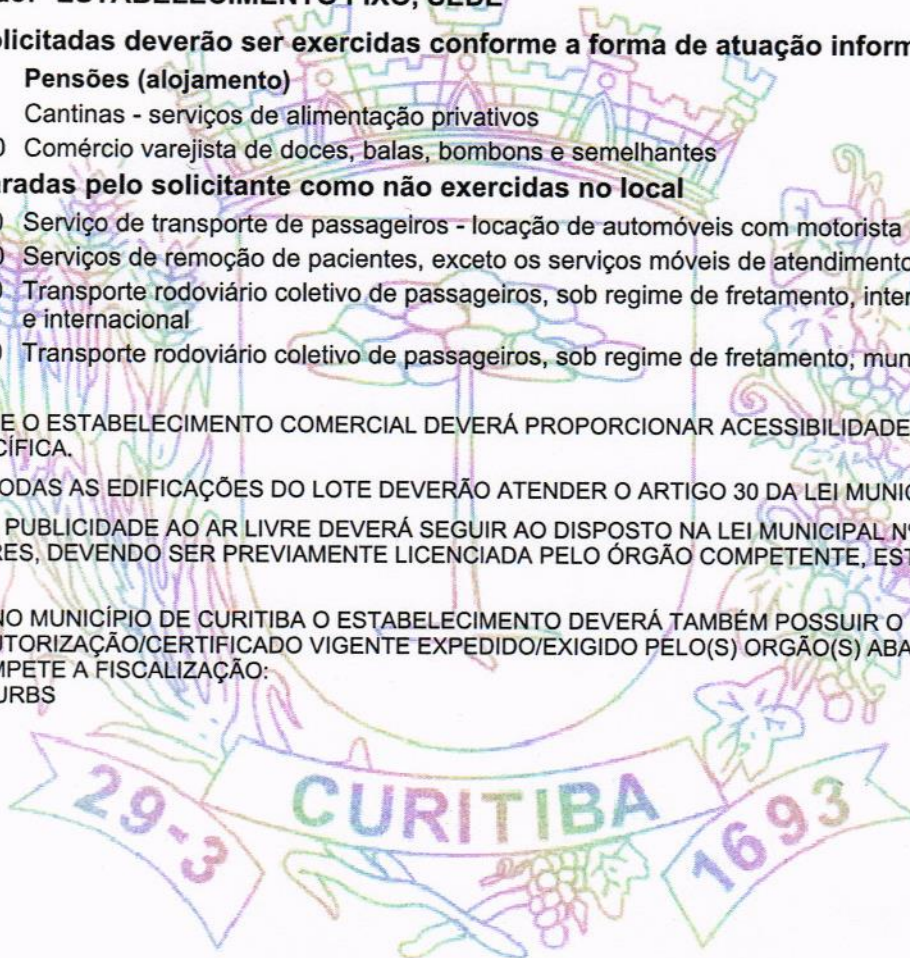 ESTABELECIMENTO FIXO, SEDE
olicitadas deverão ser exercidas conforme a forma de atuação inform
Pensões (alojamento)
Cantinas - serviços de alimentação privativos
0 Comércio varejista de doces, balas, bombons e semelhantes
aradas pelo solicitante como não exercidas no local
0 Serviço de transporte de passageiros - locação de automóveis com motorista
0 Serviços de remoção de pacientes, exceto os serviços móveis de atendimento
0 Transporte rodoviário coletivo de passageiros, sob regime de fretamento, inter
e internacional
0 Transporte rodoviário coletivo de passageiros, sob regime de fretamento, mun
E O ESTABELECIMENTO COMERCIAL DEVERÁ PROPORCIONAR ACESSIBILIDADE
CÍFICA.
ODAS AS EDIFICAÇÕES DO LOTE DEVERÃO ATENDER O ARTIGO 30 DA LEI MUNIC
PUBLICIDADE AO AR LIVRE DEVERÁ SEGUIR AO DISPOSTO NA LEI MUNICIPAL Nº
RES, DEVENDO SER PREVIAMENTE LICENCIADA PELO ÓRGÃO COMPETENTE, EST
NO MUNICÍPIO DE CURITIBA O ESTABELECIMENTO DEVERÁ TAMBÉM POSSUIR O
UTORIZAÇÃO/CERTIFICADO VIGENTE EXPEDIDO/EXIGIDO PELO(S) ORGÃO(S) ABA
MPETE A FISCALIZAÇÃO:
URBS
29-3 CURITIBA 1693